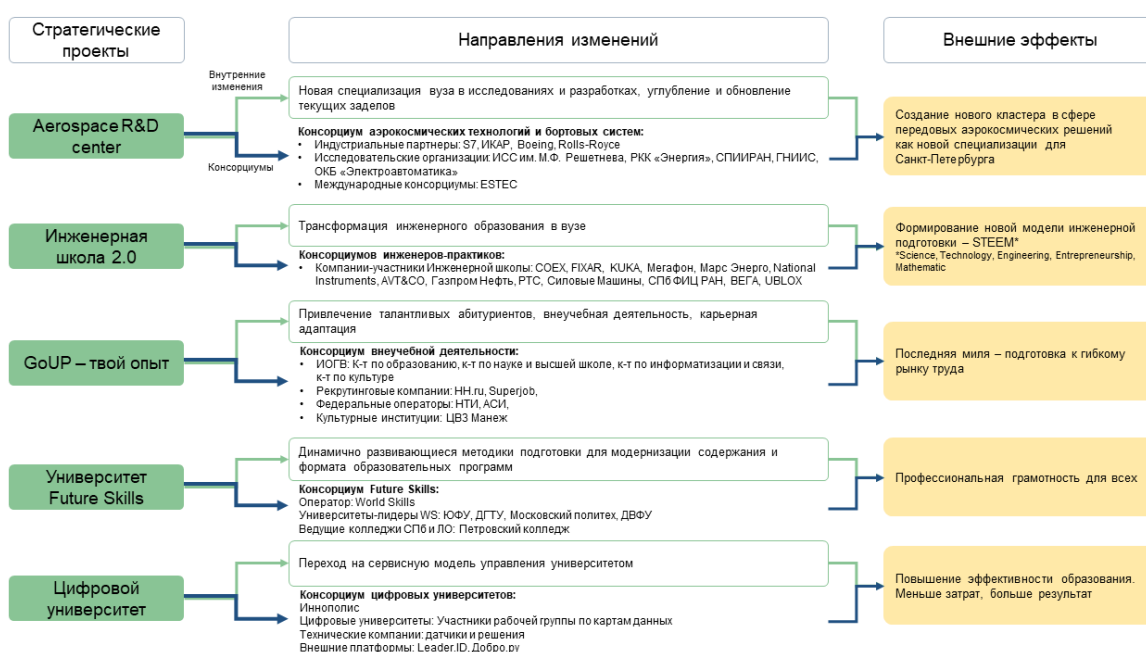 Стратегические
проекты
Направления изменений
Внешние эффекты
Внутренние
изменения
Консорциумы
Aerospace R&D
center
Новая специализация вуза в исследованиях и разработках, углубление и обновление
текущих заделов
Консорциум аэрокосмических технологий и бортовых систем:
• Индустриальные партнеры: S7, ИКАР, Boeing, Rolls-Royce
• Исследовательские организации: ИСС им. М.Ф. Решетнева, РКК «Энергия», СПИИРАН, ГНИИС,
ОКБ «Электроавтоматика»
• Международные консорциумы: ESTEC
Создание нового кластера в сфере
передовых аэрокосмических решений
как новой специализации для
Санкт-Петербурга
Инженерная
школа 2.0
Трансформация инженерного образования в вузе
Консорциумов инженеров-практиков:
• Компании-участники Инженерной школы: COEX, FIXAR, KUKA, Мегафон, Марс Энерго, National
Instruments, AVT&CO, Газпром Нефть, РТС, Силовые Машины, СПб ФИЦ РАН, ВЕГА, UBLOX
Формирование новой модели инженерной
подготовки – STEEM*
*Science, Technology, Engineering, Entrepreneurship,
Mathematic
GoUP – твой опыт
Привлечение талантливых абитуриентов, внеучебная деятельность, карьерная
адаптация
Консорциум внеучебной деятельности:
• ИОГВ: К-т по образованию, к-т по науке и высшей школе, к-т по информатизации и связи,
к-т по культуре
• Рекрутинговые компании: HH.ru, Superjob,
• Федеральные операторы: НТИ, АСИ,
• Культурные институции: ЦВЗ Манеж
Последняя миля – подготовка к гибкому
рынку труда
Университет
Future Skills
Динамично развивающиеся методики подготовки для модернизации содержания и
формата образовательных программ
Консорциум Future Skills:
Оператор: World Skills
Университеты-лидеры WS: ЮФУ, ДГТУ, Московский политех, ДВФУ
Ведущие колледжи СПб и ЛО: Петровский колледж
Профессиональная грамотность для всех
Цифровой
университет
Переход на сервисную модель управления университетом
Консорциум цифровых университетов:
Иннополис
Цифровые университеты: Участники рабочей группы по картам данных
Технические компании: датчики и решения
Внешние платформы: Leader.ID, Добро.ру
Повышение эффективности образования.
Меньше затрат, больше результат